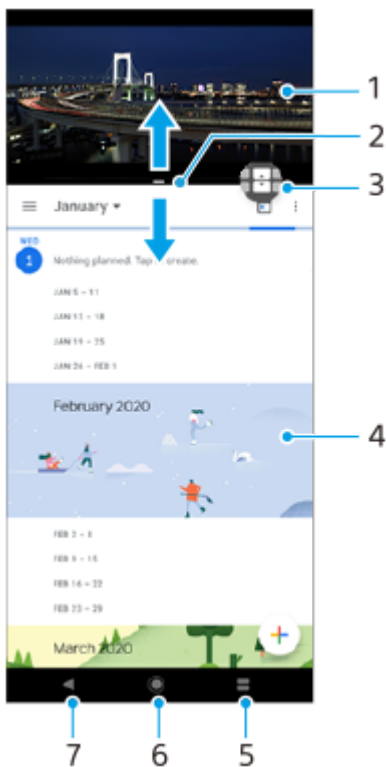 1
2
3
January
WED
1 Nothing planned. Tap create.
JAN 5 – 11
JAN 12 – 18
JAN 19 – 25
JAN 26 – FEB 1
February 2020
4
FEB 2 – 8
FEB 9 – 15
FEB 16 – 22
FEB 23 – 29
March 2020
7 6 5